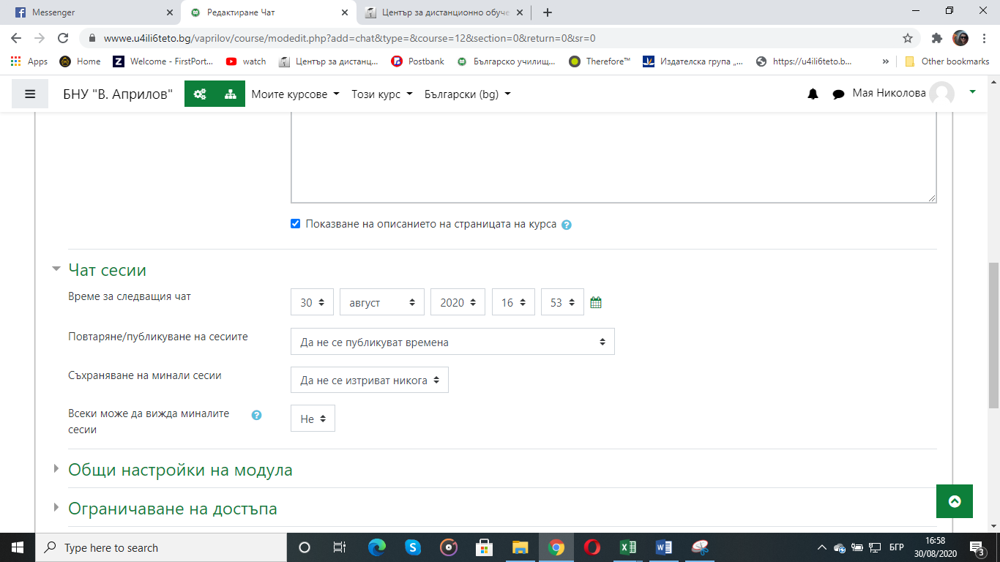 Messenger
Редактиране Чат
Център за дистанционно обуче
wwwe.u4ili6teto.bg/vaprilov/course/modedit.php?add=chat&type=&course=12&section=0&return=0&sr=0
Apps
Home
Welcome - FirstPort...
watch
Център за дистанц...
Postbank
Българско училищ...
Therefore™
Издателска група „...
https://u4ili6teto.b...
»
Other bookmarks
БНУ "В. Априлов"
Моите курсове
Този курс
Български (bg)
Мая Николова
Показване на описанието на страницата на курса
Чат сесии
Време за следващия чат
30
август
2020
16
53
Повтаряне/публикуване на сесиите
Да не се публикуват времена
Съхраняване на минали сесии
Да не се изтриват никога
Всеки може да вижда миналите
сесии
Не
Общи настройки на модула
Ограничаване на достъпа
Type here to search
БГР
16:58
30/08/2020
3